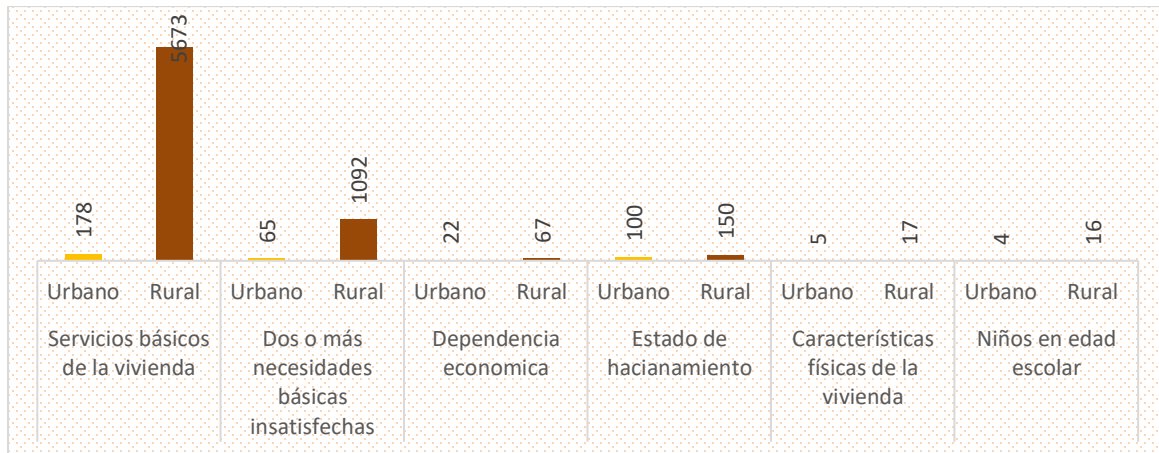 178
5673
65
1092
22
67
100
150
5
17
4
16
Urbano Rural Urbano Rural Urbano Rural Urbano Rural Urbano Rural Urbano Rural
Servicios básicos
de la vivienda
Dos o más
necesidades
básicas
insatisfechas
Dependencia
economica
Estado de
hacianamiento
Características
físicas de la
vivienda
Niños en edad
escolar